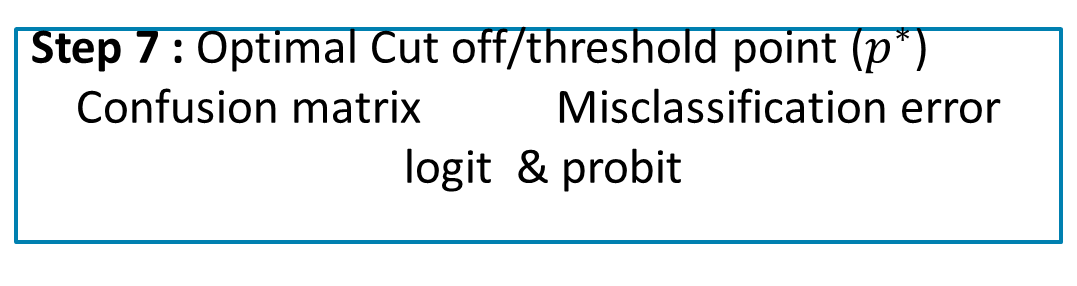 Step 7 : Optimal Cut off/threshold point (p*)
Confusion matrix Misclassification error
logit & probit